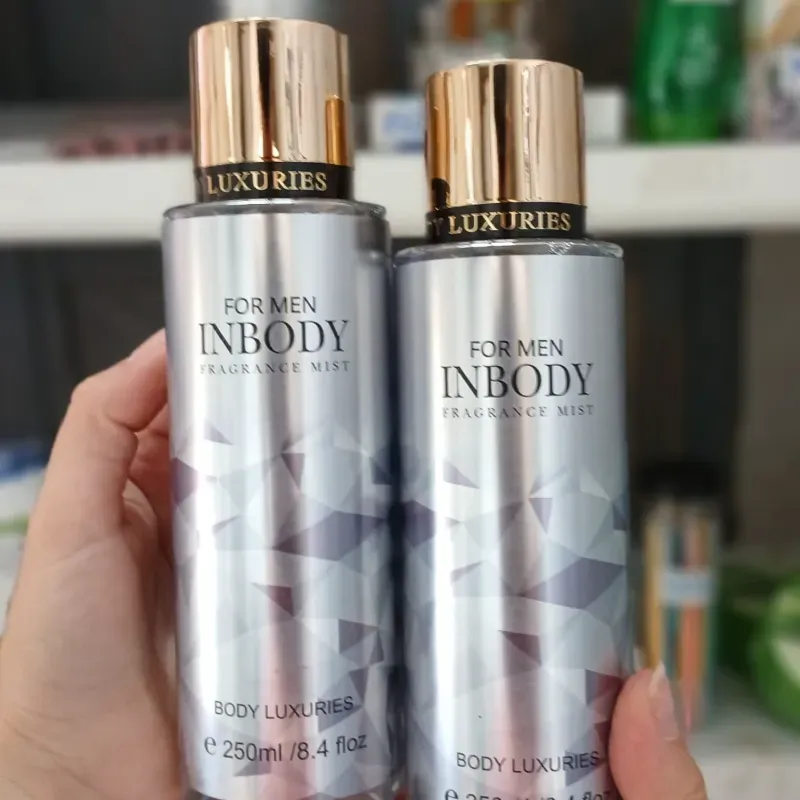 LUXURIES
FOR MEN
INBODY
FRAGRANCE MIST
BODY LUXURIES
℮ 250ml /8.4 floz
Y LUXURIES
FOR MEN
INBODY
FRAGRANCE MIST
BODY LUXURIES